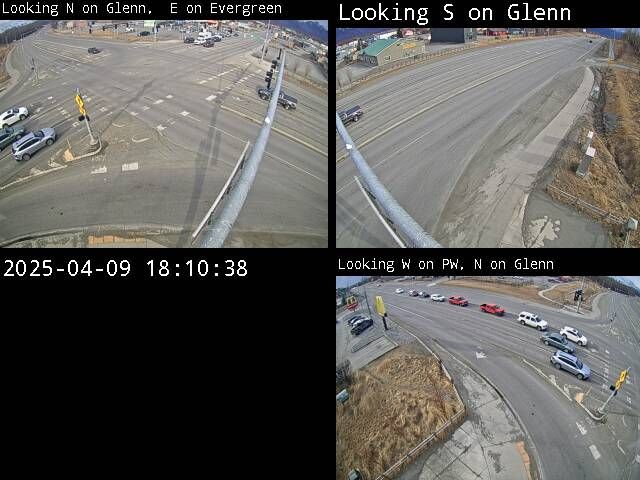 Looking N on Glenn,  E on Evergreen
Looking S on Glenn
2025-04-09 18:10:38
Looking W on PW, N on Glenn